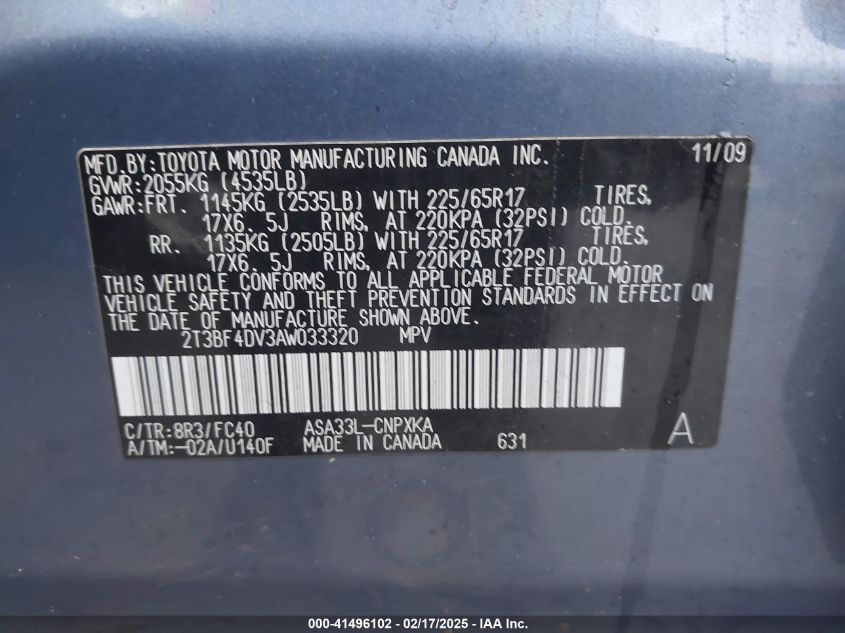 MFD.BY:TOYOTA MOTOR MANUFACTURING CANADA INC. 11/09
GVWR:2055KG (4535LB)
GAWR:FRT. 1145KG (2535LB) WITH 225/65R17 TIRES,
17X6. 5J RIMS, AT 220KPA (32PSI) COLD.
RR. 1135KG (2505LB) WITH 225/65R17 TIRES,
17X6. 5J RIMS, AT 220KPA (32PSI) COLD.
THIS VEHICLE CONFORMS TO ALL APPLICABLE FEDERAL MOTOR
VEHICLE SAFETY AND THEFT PREVENTION STANDARDS IN EFFECT ON
THE DATE OF MANUFACTURE SHOWN ABOVE.
2T3BF4DV3AW033320 MPV
C/TR:8R3/FC40 ASA33L-CNPXKA
A/TM:-02A/U140F MADE IN CANADA 631 A
000-41496102 - 02/17/2025 - IAA Inc.